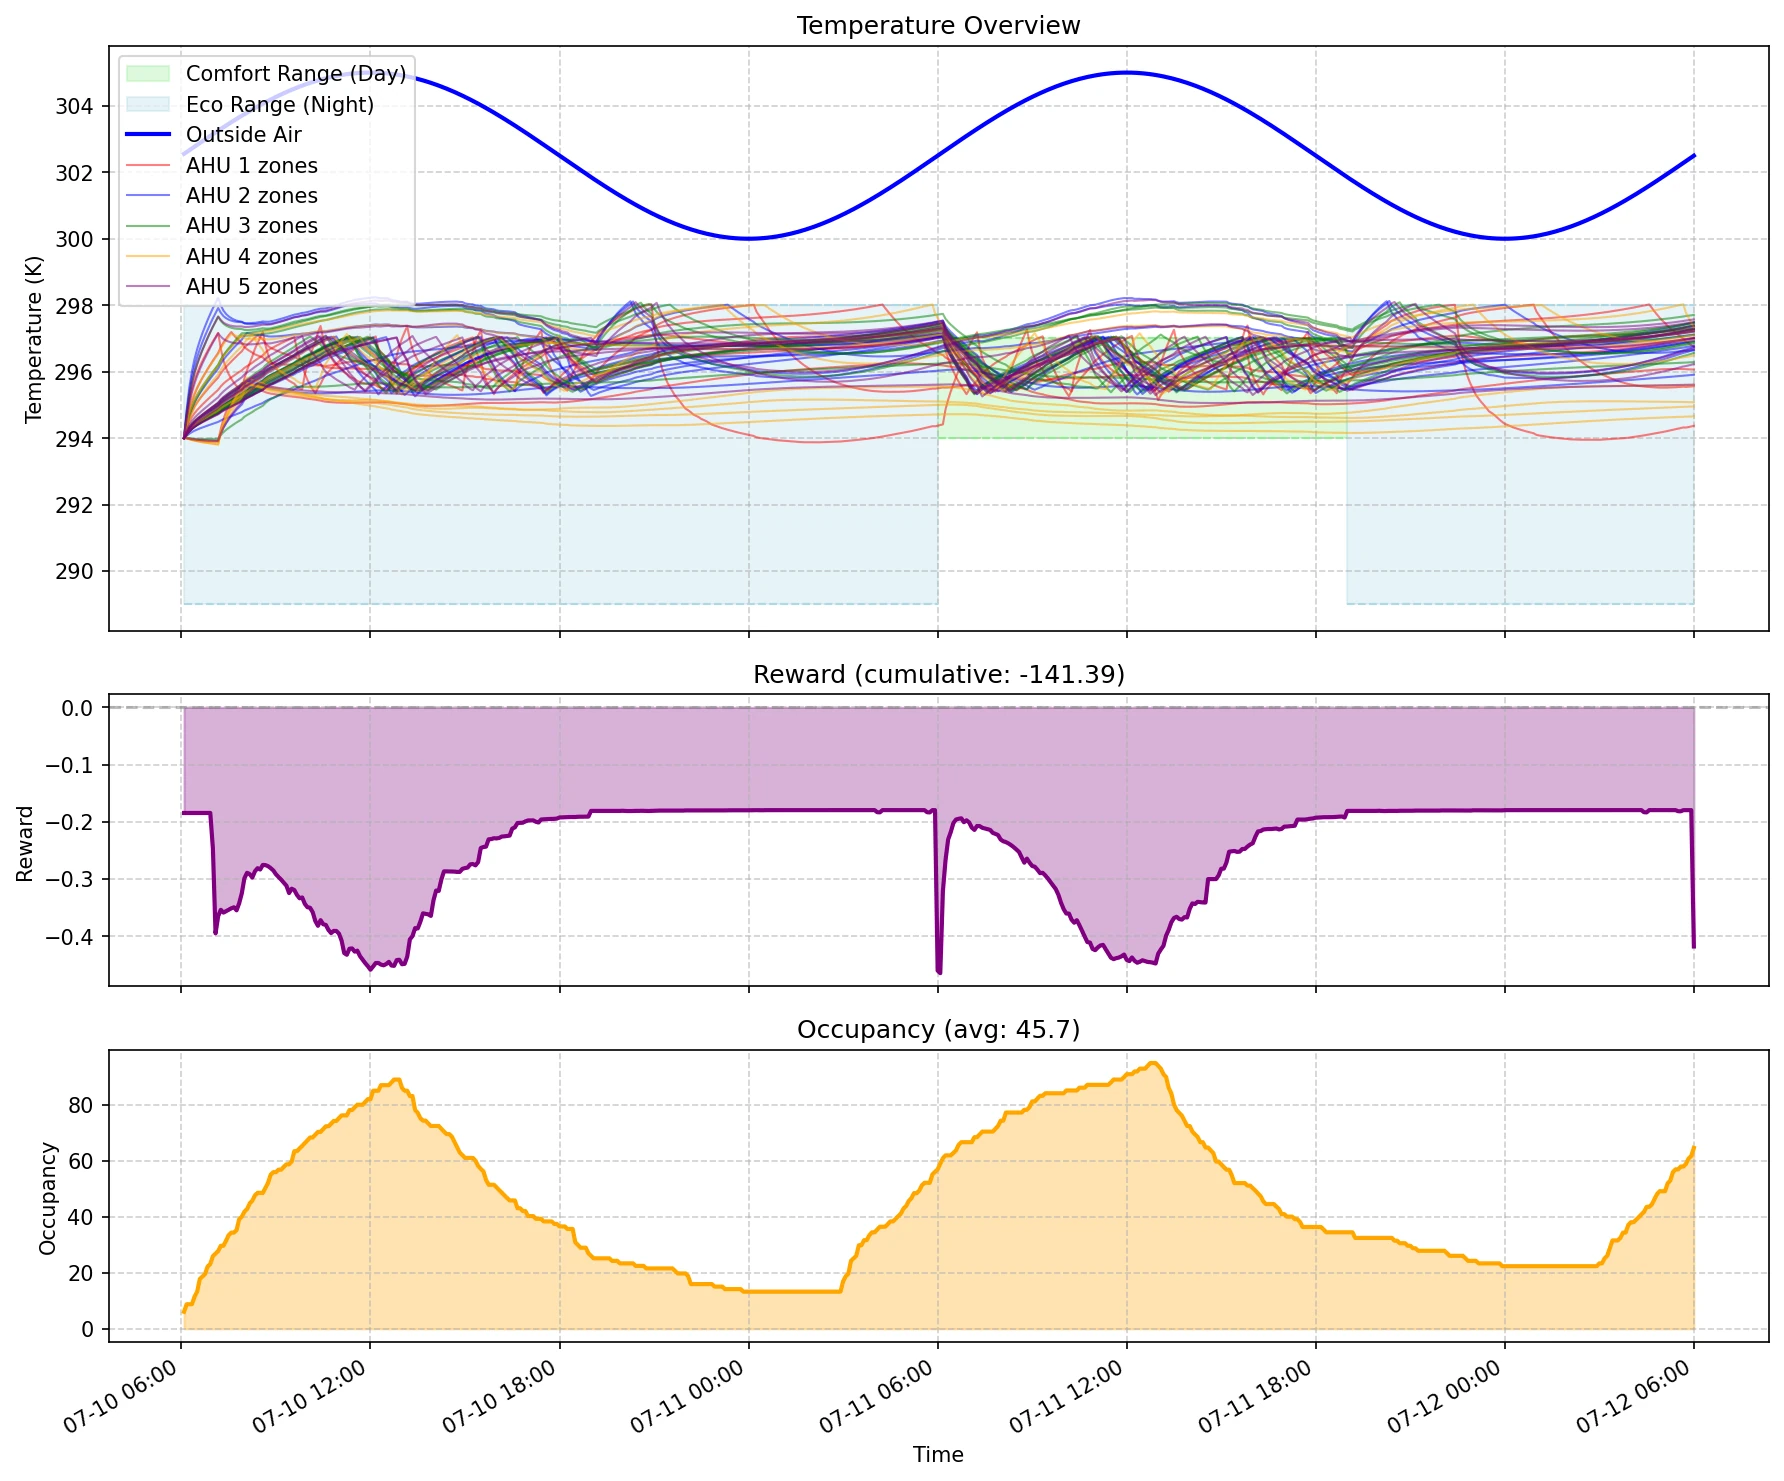 Temperature Overview
Comfort Range (Day)
Eco Range (Night)
Outside Air
AHU 1 zones
AHU 2 zones
AHU 3 zones
AHU 4 zones
AHU 5 zones
Temperature (K)
304
302
300
298
296
294
292
290
Reward (cumulative: -141.39)
Reward
0.0
−0.1
−0.2
−0.3
−0.4
Occupancy (avg: 45.7)
Occupancy
80
60
40
20
0
07-10 06:00
07-10 12:00
07-10 18:00
07-11 00:00
07-11 06:00
07-11 12:00
07-11 18:00
07-12 00:00
07-12 06:00
Time